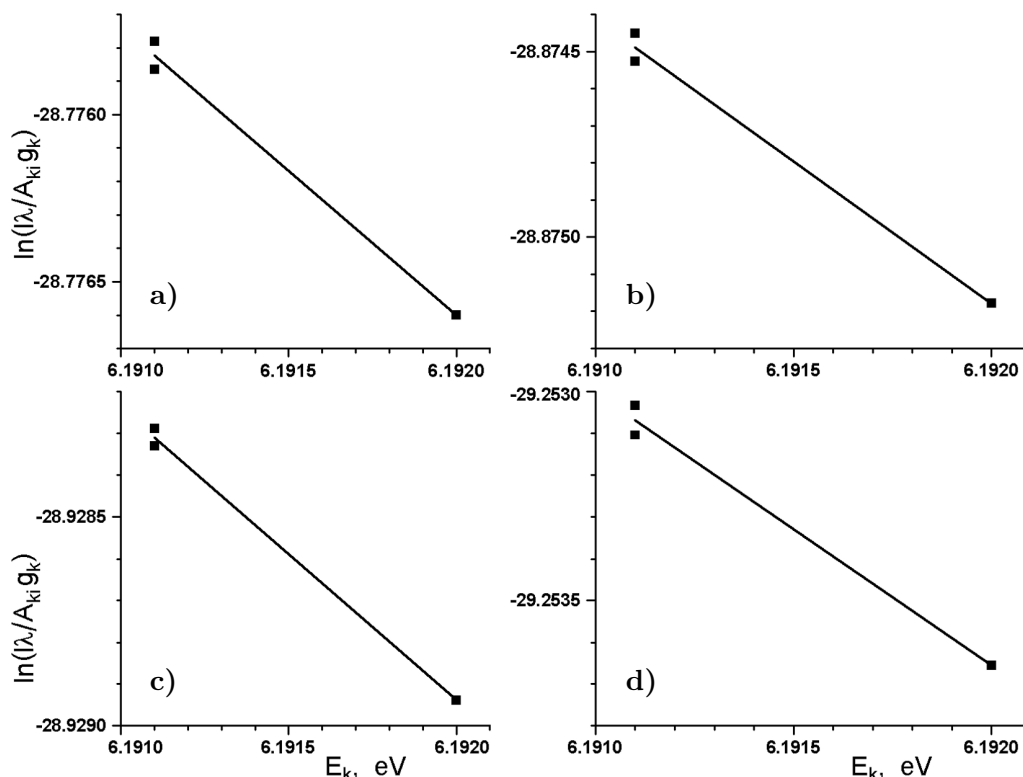 ln(Iλ/A_ki g_k)
-28.7760
-28.7765
a)
6.1910 6.1915 6.1920
-28.8745
-28.8750
b)
6.1910 6.1915 6.1920
ln(Iλ/A_ki g_k)
-28.9285
-28.9290
c)
6.1910 6.1915 6.1920
E_k, eV
-29.2530
-29.2535
d)
6.1910 6.1915 6.1920
E_k, eV